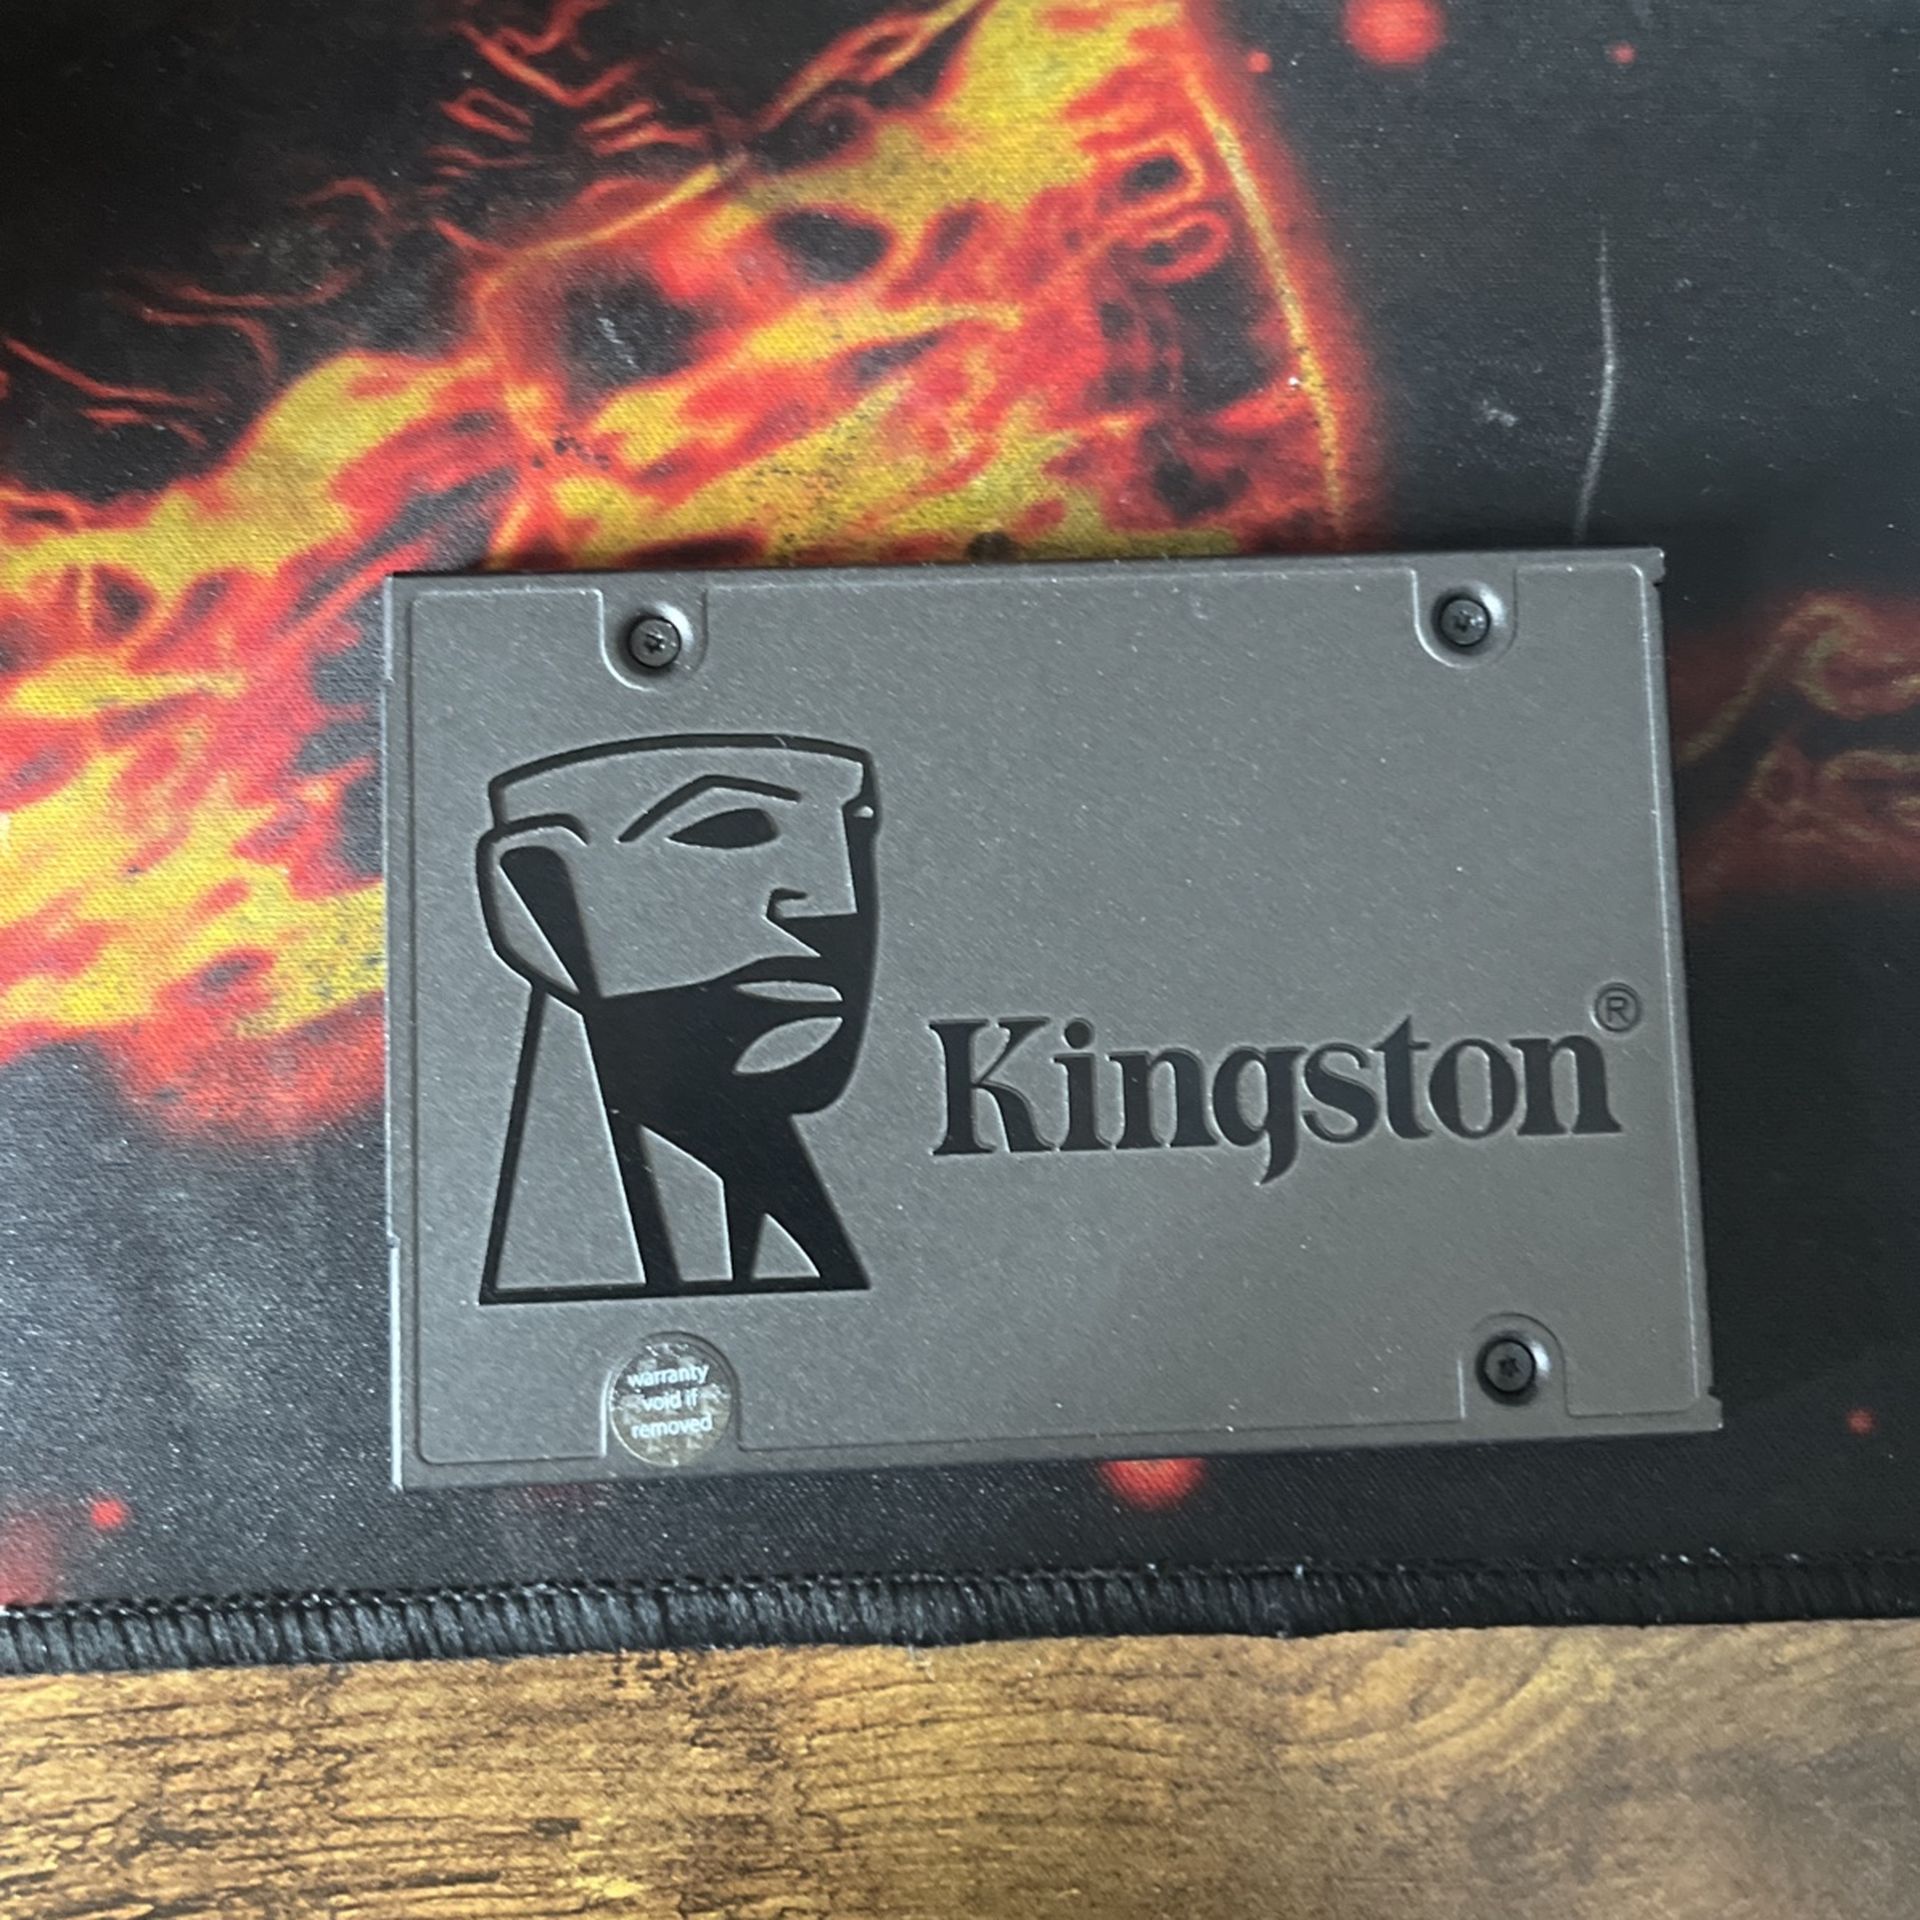 Kingston®
warranty
void if
removed